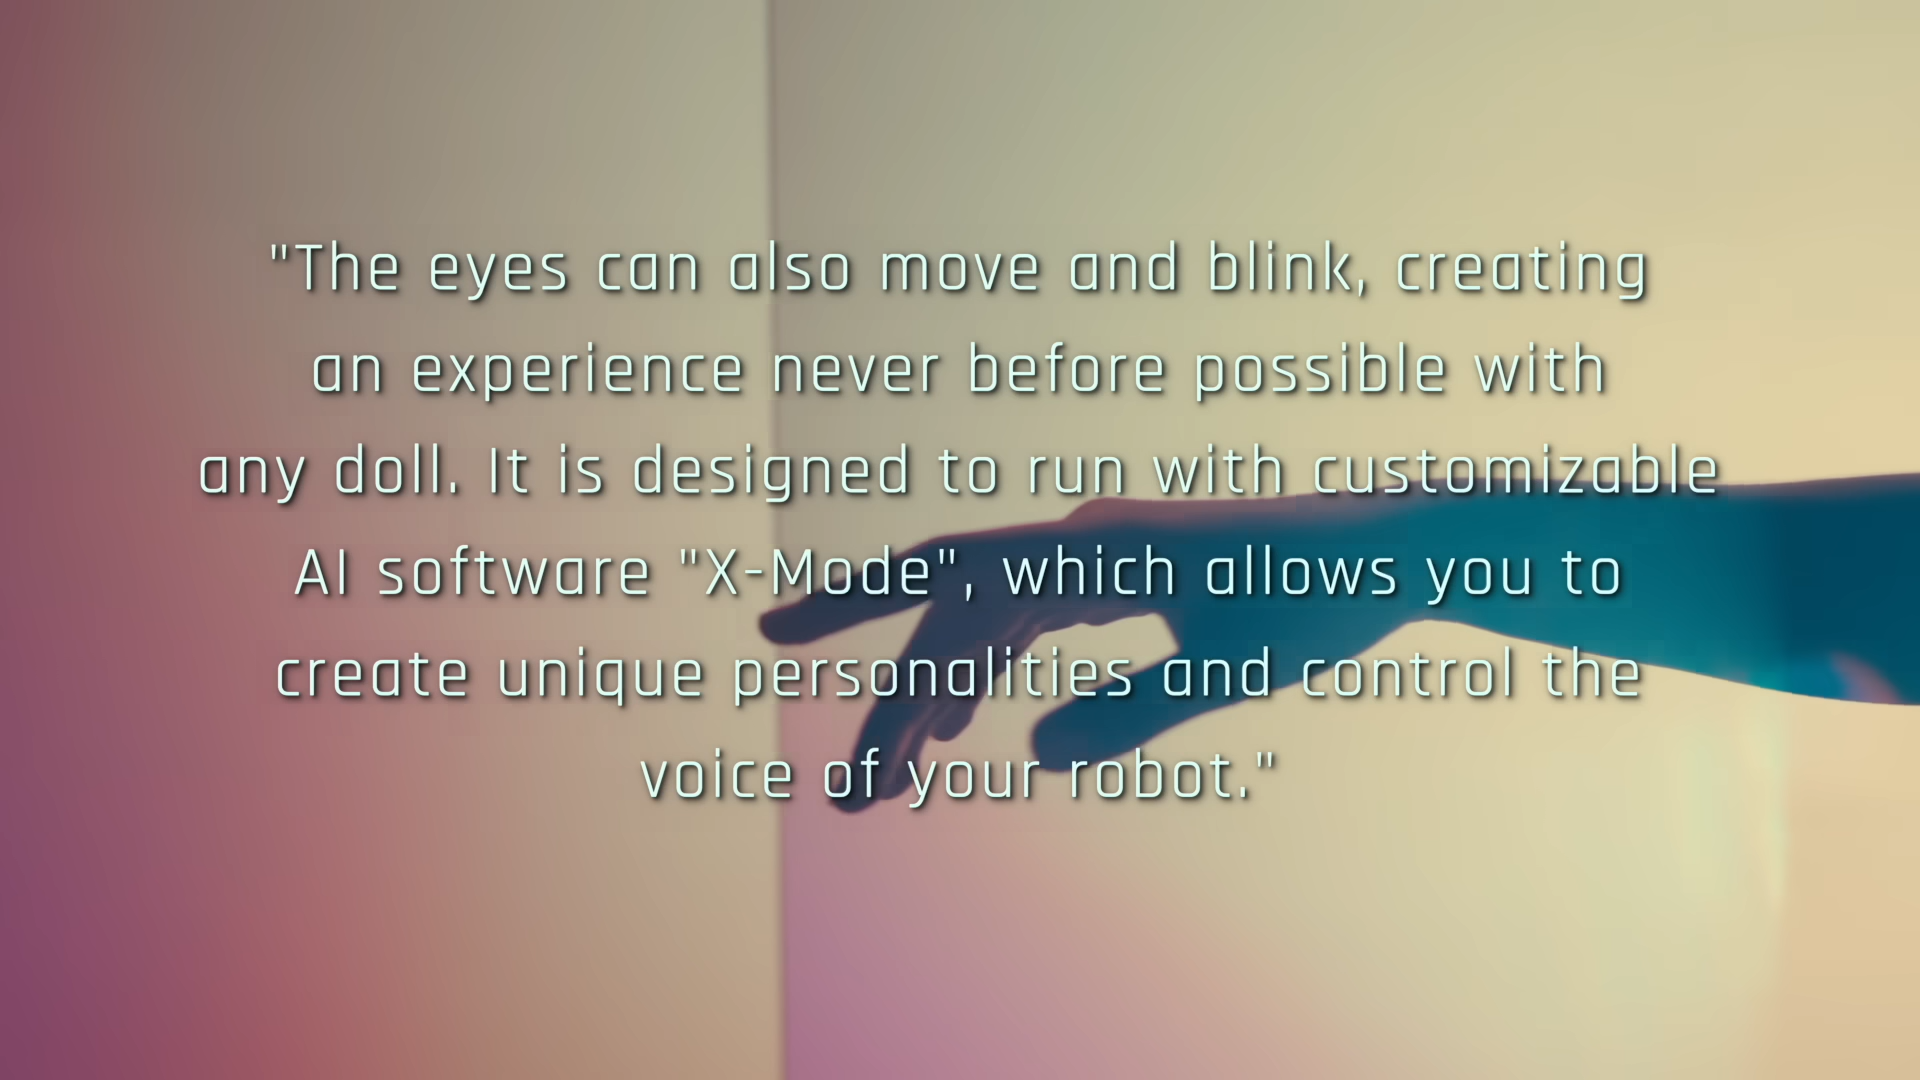 "The eyes can also move and blink, creating
an experience never before possible with
any doll. It is designed to run with customizable
AI software "X-Mode", which allows you to
create unique personalities and control the
voice of your robot."